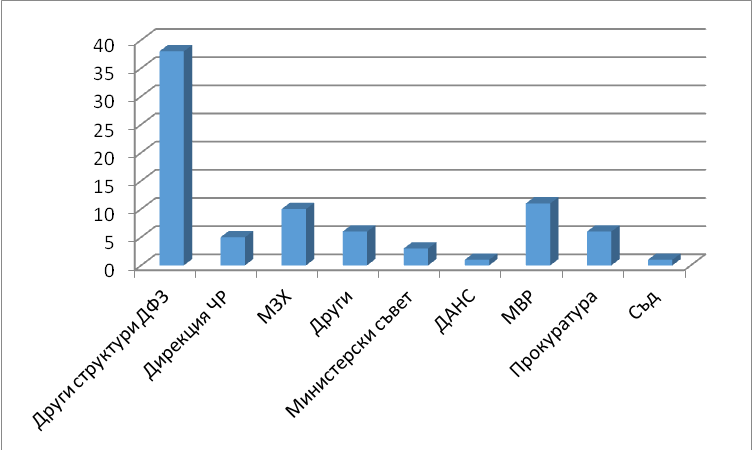 40
35
30
25
20
15
10
5
0
Други структури ДФЗ
Дирекция ЧР
МЗХ
Други
Министерски съвет
ДАНС
МВР
Прокуратура
Съд